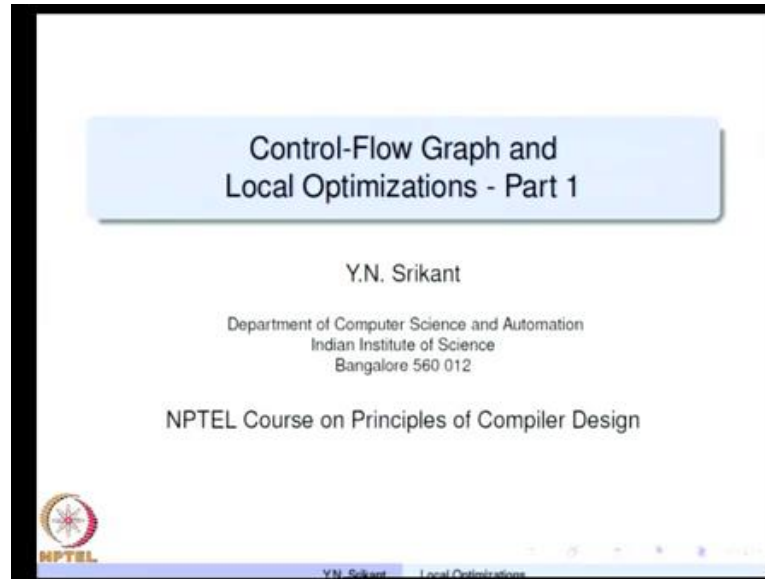 Control-Flow Graph and
Local Optimizations - Part 1
Y.N. Srikant
Department of Computer Science and Automation
Indian Institute of Science
Bangalore 560 012
NPTEL Course on Principles of Compiler Design
NPTEL
Y.N. Srikant Local Optimizations